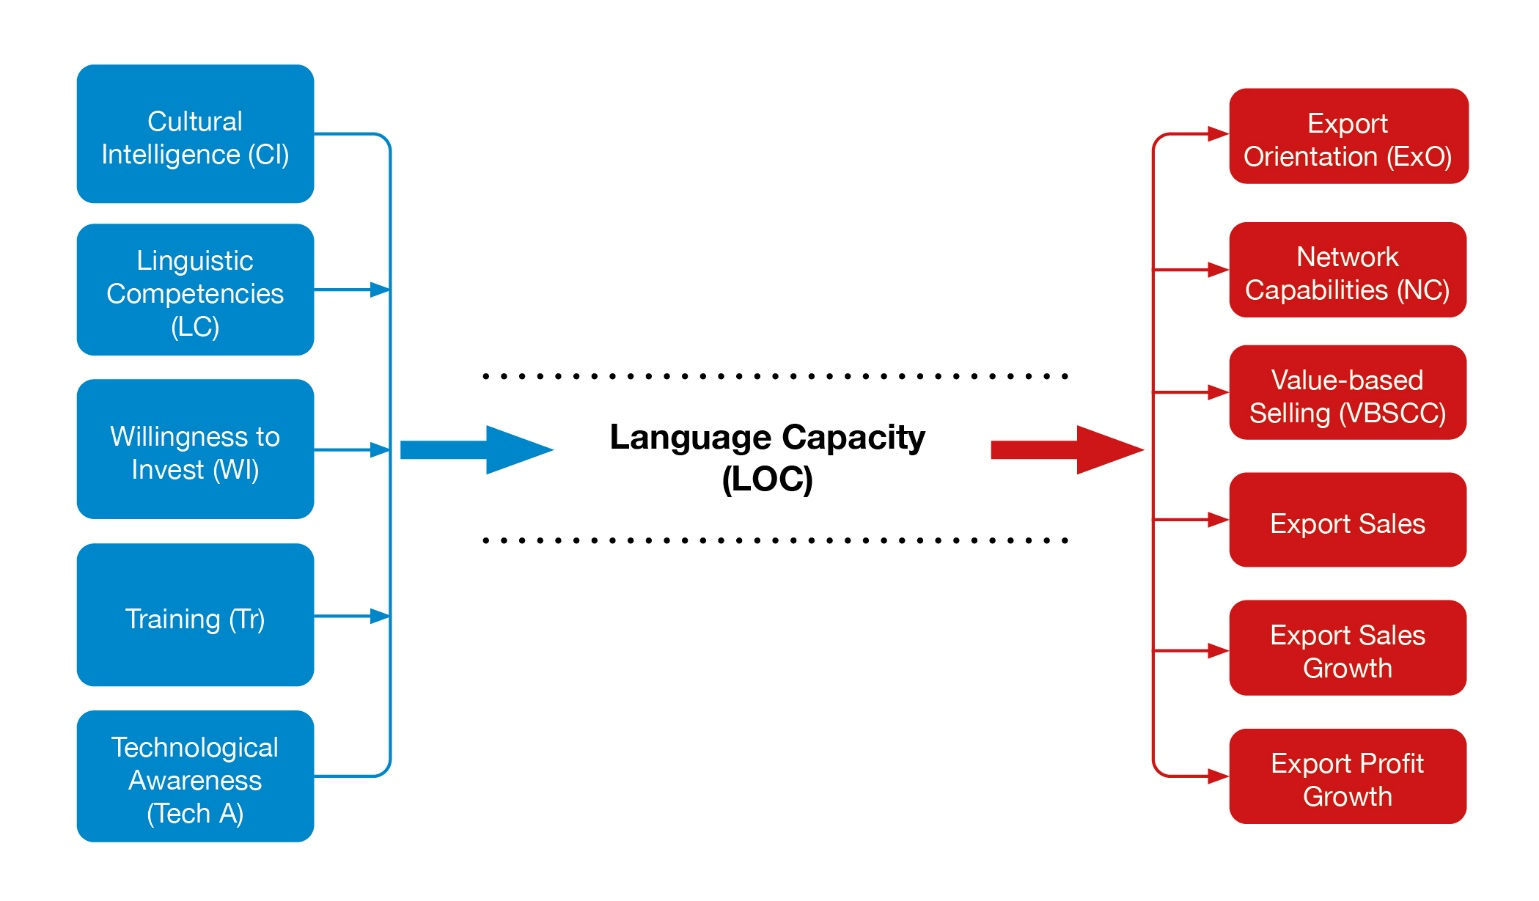 Cultural
Intelligence (CI)
Linguistic
Competencies
(LC)
Willingness to
Invest (WI)
Training (Tr)
Technological
Awareness
(Tech A)
Language Capacity
(LOC)
Export
Orientation (ExO)
Network
Capabilities (NC)
Value-based
Selling (VBSCC)
Export Sales
Export Sales
Growth
Export Profit
Growth